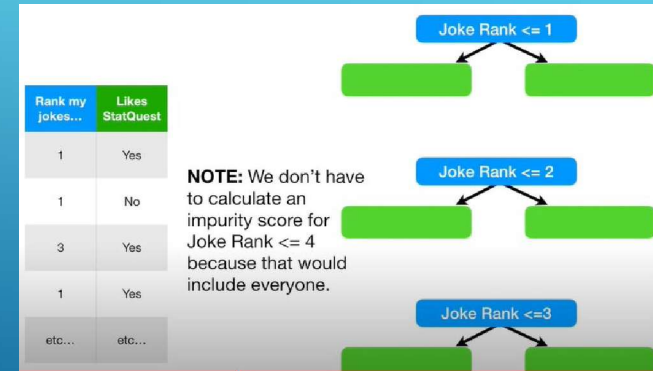 Joke Rank <= 1
Rank my jokes...
Likes StatQuest
1 Yes
1 No
3 Yes
1 Yes
etc... etc...
NOTE: We don't have
to calculate an
impurity score for
Joke Rank <= 4
because that would
include everyone.
Joke Rank <= 2
Joke Rank <=3